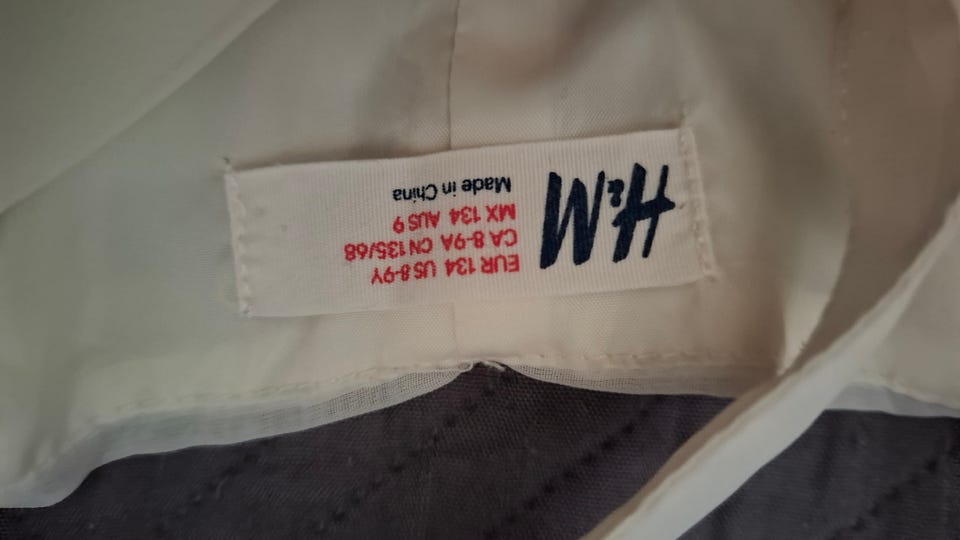 H&M
EUR 134 US 8-9Y
CA 8-9A CN 135/68
MX 134 AUS 9
Made in China